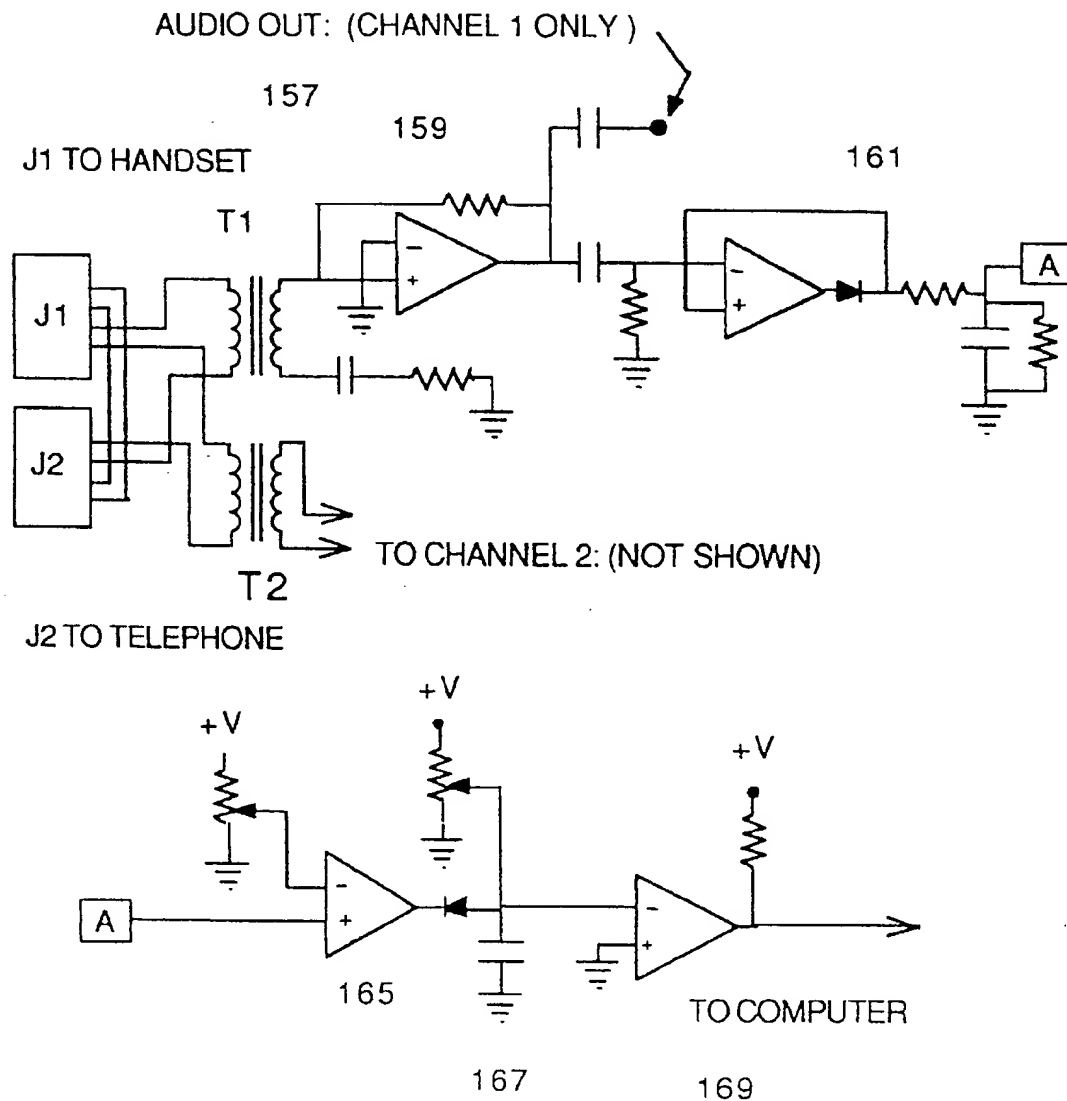 AUDIO OUT: (CHANNEL 1 ONLY )
157
159
J1 TO HANDSET
161
T1
J1
-
+
-
+
A
J2
TO CHANNEL 2: (NOT SHOWN)
T2
J2 TO TELEPHONE
+V
+V
+V
A
-
+
-
+
165
TO COMPUTER
167
169